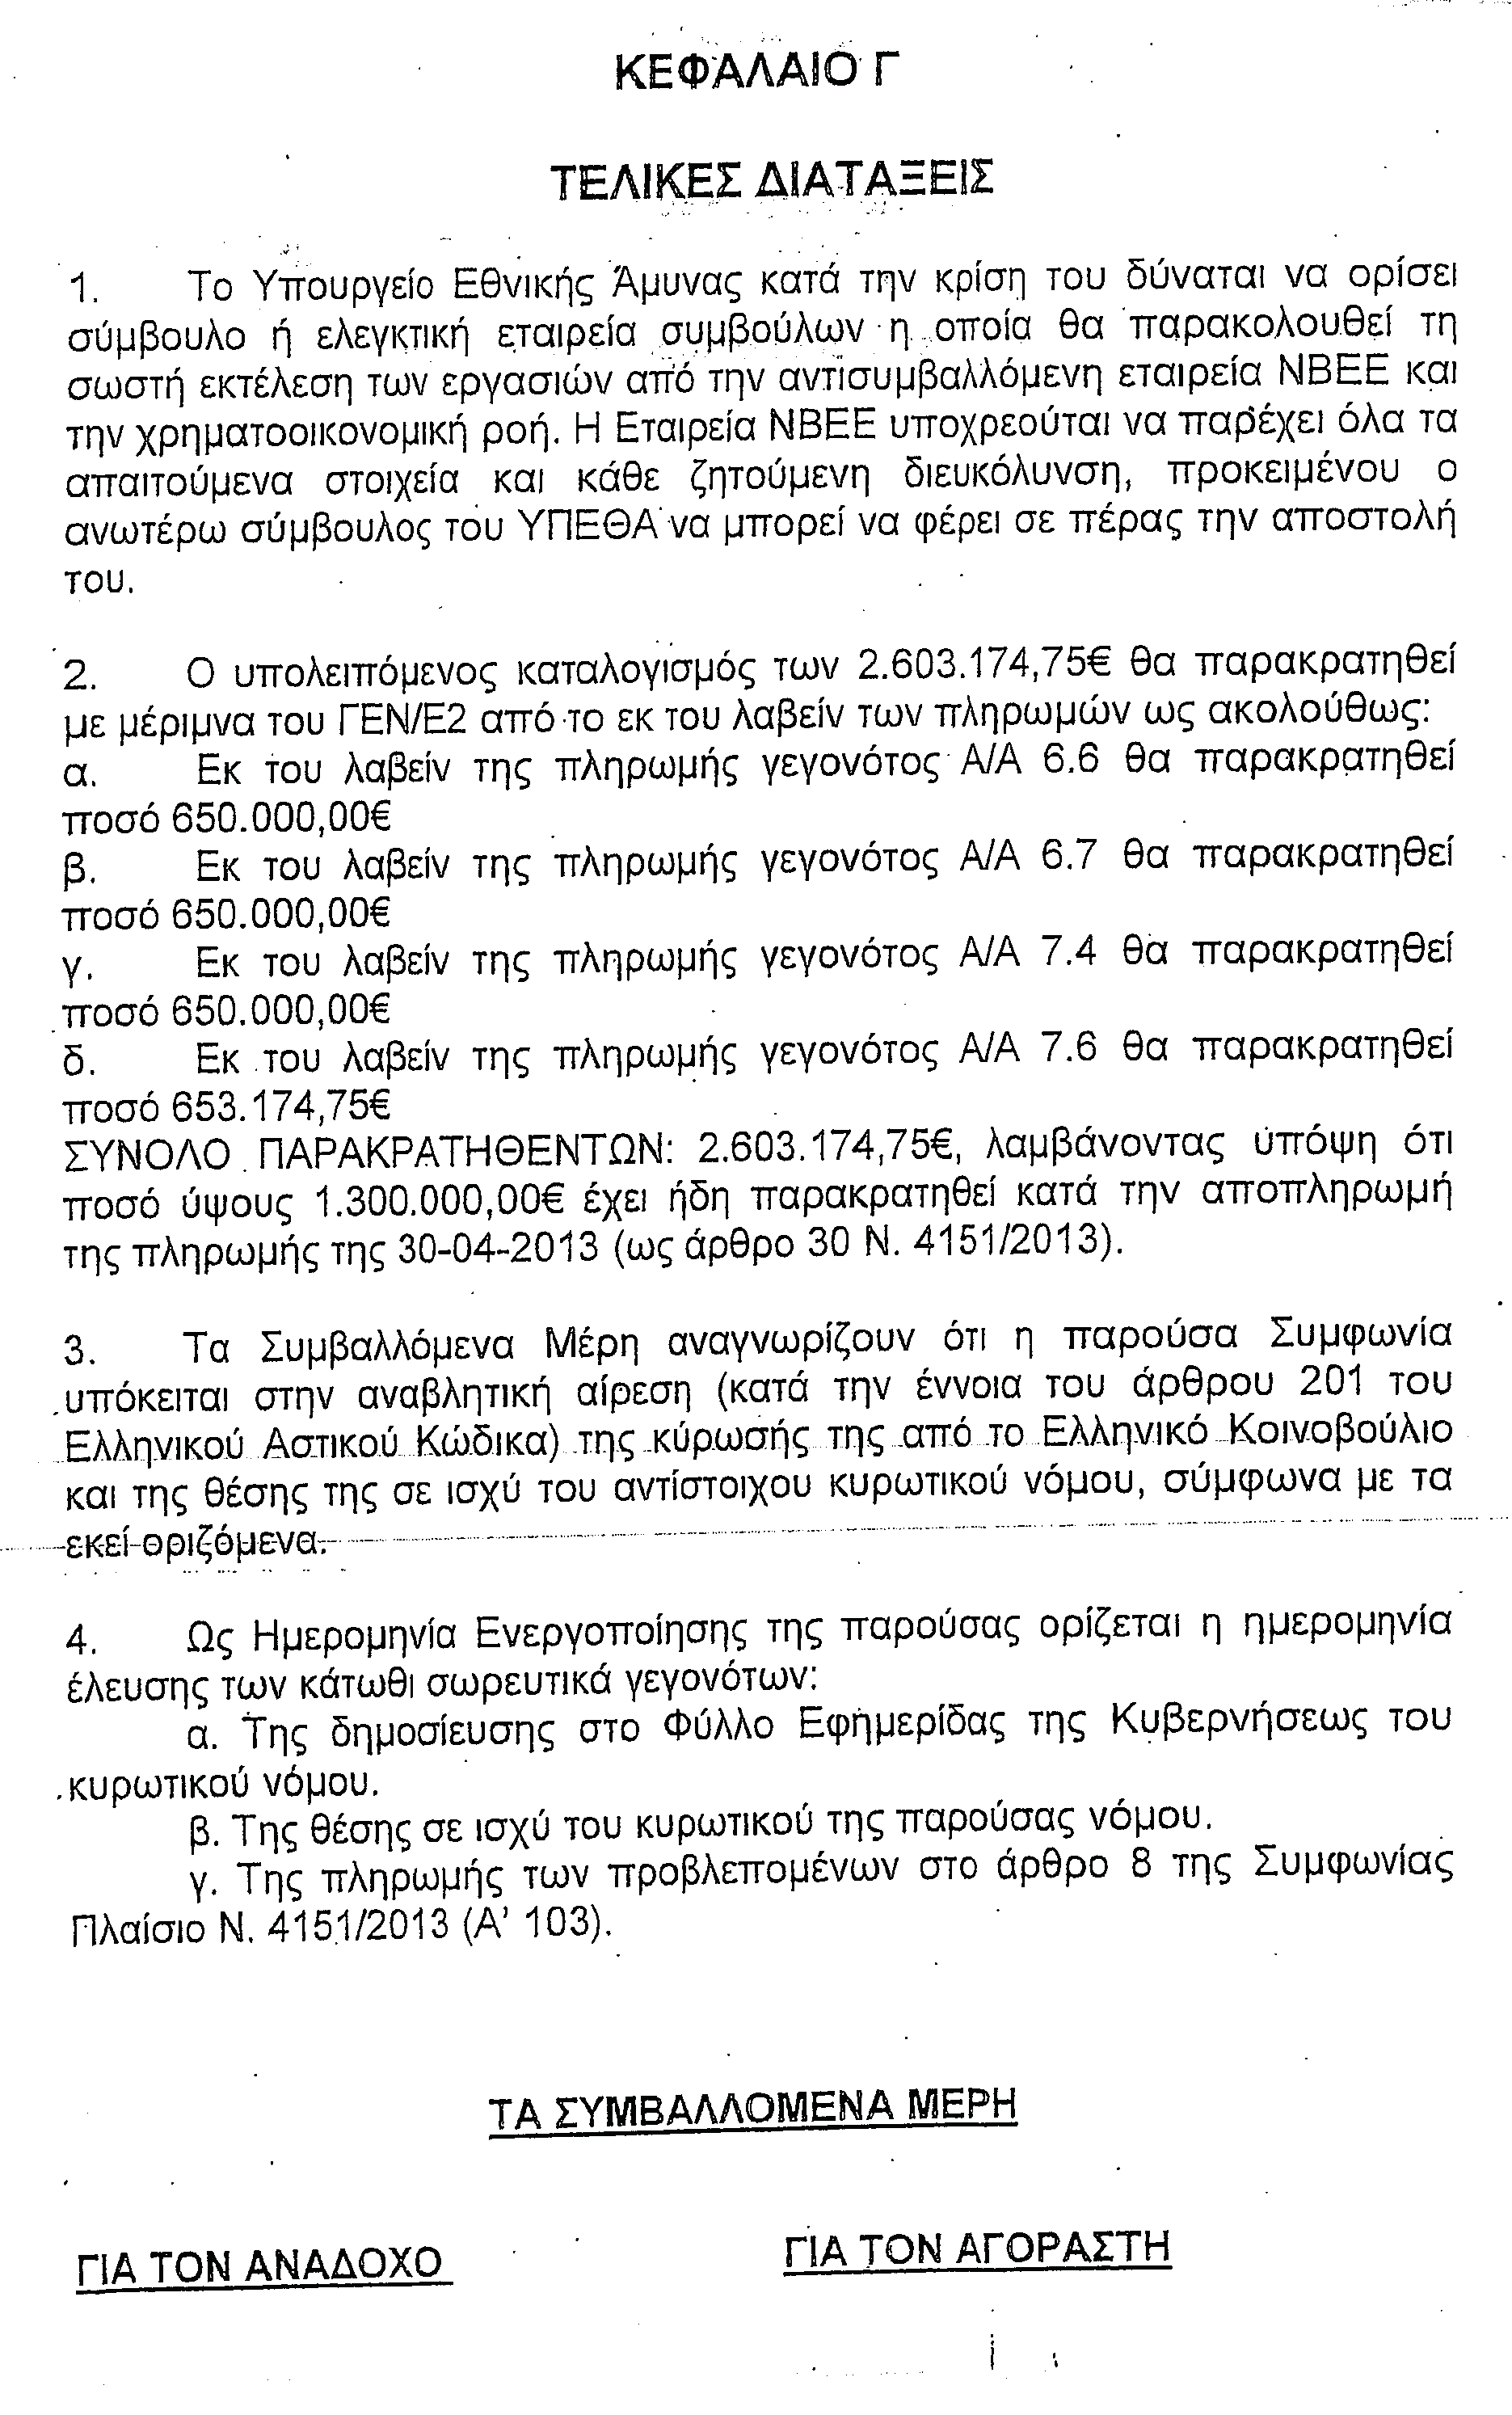 ΚΕΦΑΛΑΙΟ Γ
ΤΕΛΙΚΕΣ ΔΙΑΤΑΞΕΙΣ
1. Το Υπουργείο Εθνικής Άμυνας κατά την κρίση του δύναται να ορίσει
σύμβουλο ή ελεγκτική εταιρεία συμβούλων η οποία θα παρακολουθεί τη
σωστή εκτέλεση των εργασιών από την αντισυμβαλλόμενη εταιρεία ΝΒΕΕ και
την χρηματοοικονομική ροή. Η Εταιρεία ΝΒΕΕ υποχρεούται να παρέχει όλα τα
απαιτούμενα στοιχεία και κάθε ζητούμενη διευκόλυνση, προκειμένου ο
ανωτέρω σύμβουλος του ΥΠΕΘΑ να μπορεί να φέρει σε πέρας την αποστολή
του.
2. Ο υπολειπόμενος καταλογισμός των 2.603.174,75€ θα παρακρατηθεί
με μέριμνα του ΓΕΝ/Ε2 από το εκ του λαβείν των πληρωμών ως ακολούθως:
α. Εκ του λαβείν της πληρωμής γεγονότος Α/Α 6.6 θα παρακρατηθεί
ποσό 650.000,00€
β. Εκ του λαβείν της πληρωμής γεγονότος Α/Α 6.7 θα παρακρατηθεί
ποσό 650.000,00€
γ. Εκ του λαβείν της πληρωμής γεγονότος Α/Α 7.4 θα παρακρατηθεί
ποσό 650.000,00€
δ. Εκ του λαβείν της πληρωμής γεγονότος Α/Α 7.6 θα παρακρατηθεί
ποσό 653.174,75€
ΣΥΝΟΛΟ ΠΑΡΑΚΡΑΤΗΘΕΝΤΩΝ: 2.603.174,75€, λαμβάνοντας υπόψη ότι
ποσό ύψους 1.300.000,00€ έχει ήδη παρακρατηθεί κατά την αποπληρωμή
της πληρωμής της 30-04-2013 (ως άρθρο 30 Ν. 4151/2013).
3. Τα Συμβαλλόμενα Μέρη αναγνωρίζουν ότι η παρούσα Συμφωνία
υπόκειται στην αναβλητική αίρεση (κατά την έννοια του άρθρου 201 του
Ελληνικού Αστικού Κώδικα) της κύρωσής της από το Ελληνικό Κοινοβούλιο
και της θέσης της σε ισχύ του αντίστοιχου κυρωτικού νόμου, σύμφωνα με τα
εκεί οριζόμενα.
4. Ως Ημερομηνία Ενεργοποίησης της παρούσας ορίζεται η ημερομηνία
έλευσης των κάτωθι σωρευτικά γεγονότων:
α. Της δημοσίευσης στο Φύλλο Εφημερίδας της Κυβερνήσεως του
κυρωτικού νόμου.
β. Της θέσης σε ισχύ του κυρωτικού της παρούσας νόμου.
γ. Της πληρωμής των προβλεπομένων στο άρθρο 8 της Συμφωνίας
Πλαίσιο Ν. 4151/2013 (Α' 103).
ΤΑ ΣΥΜΒΑΛΛΟΜΕΝΑ ΜΕΡΗ
ΓΙΑ ΤΟΝ ΑΝΑΔΟΧΟ ΓΙΑ ΤΟΝ ΑΓΟΡΑΣΤΗ